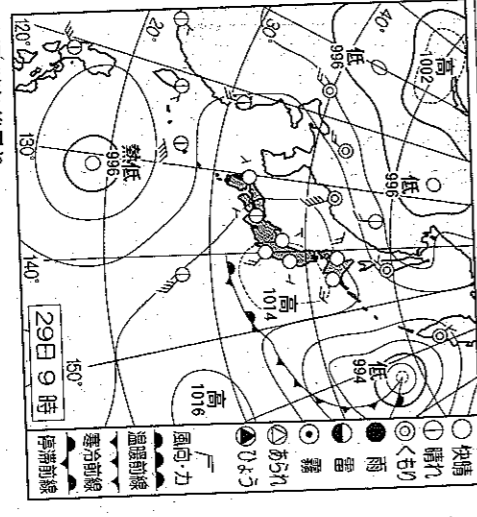 120°
20°
30°
40°
130°
140°
150°
低
996
高
1002
熱低
996
低
996
高
1014
低
994
高
1016
29日9時
快晴
晴れ
くもり
雨
雷
霧
あられ
ひょう
風向・力
温暖前線
寒冷前線
停滞前線